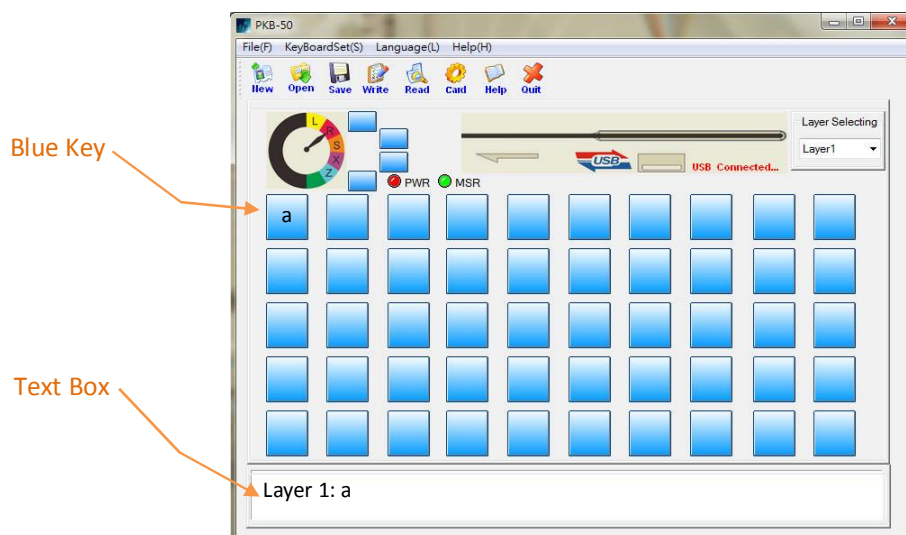 PKB-50
File(F) KeyBoardSet(S) Language(L) Help(H)
New Open Save Write Read Card Help Quit
Layer Selecting
Layer1
L
R
S
X
Z
USB
USB Connected...
PWR MSR
Blue Key
a
Text Box
Layer 1: a